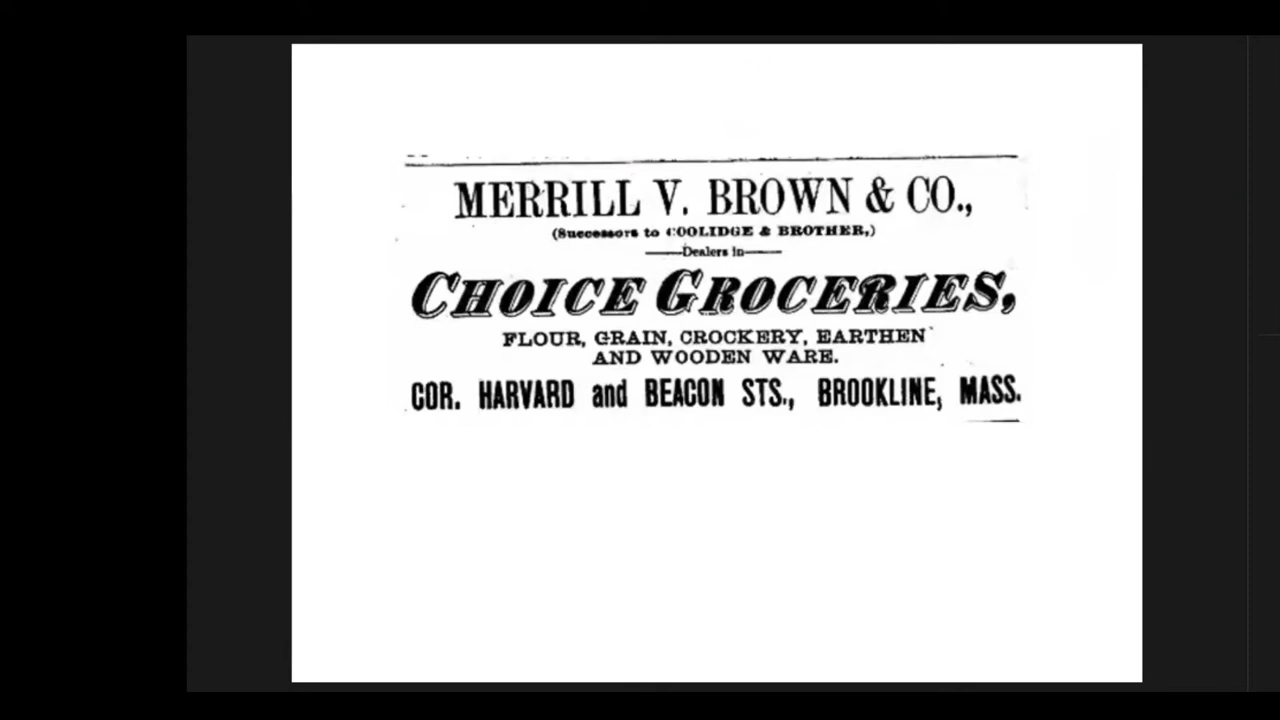 MERRILL V. BROWN & CO.,
(Successors to COOLIDGE & BROTHER,)
Dealers in
CHOICE GROCERIES,
FLOUR, GRAIN, CROCKERY, EARTHEN
AND WOODEN WARE.
COR. HARVARD and BEACON STS., BROOKLINE, MASS.